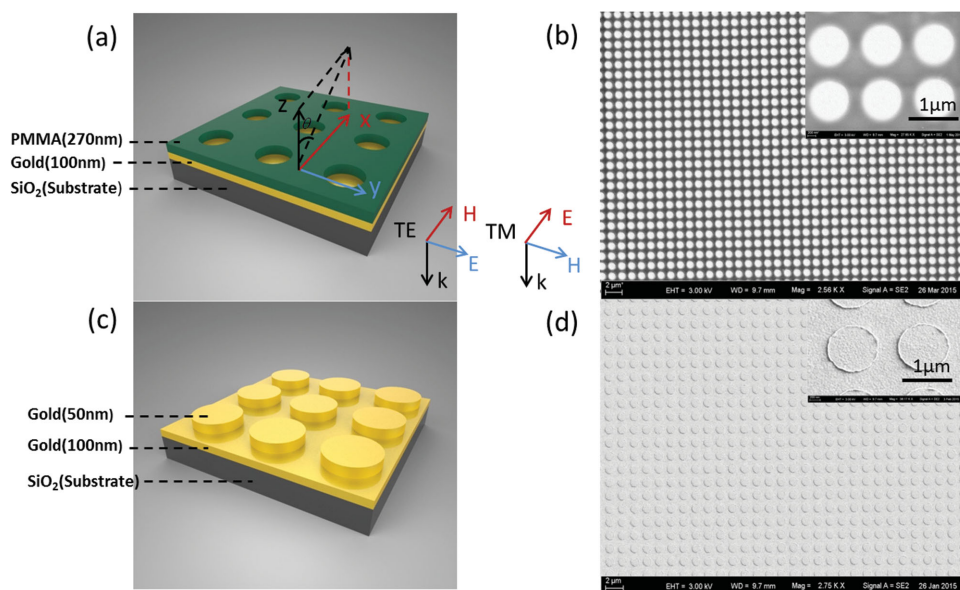 (a)
z
θ
x
y
PMMA(270nm)
Gold(100nm)
SiO2(Substrate)
TE
H
E
k
TM
E
H
k
(b)
1μm
2 μm
EHT = 3.00 kV
WD = 9.7 mm
Mag = 2.56 K X
Signal A = SE2
26 Mar 2015
(c)
Gold(50nm)
Gold(100nm)
SiO2(Substrate)
(d)
1μm
2 μm
EHT = 3.00 kV
WD = 9.7 mm
Mag = 2.75 K X
Signal A = SE2
26 Jan 2015